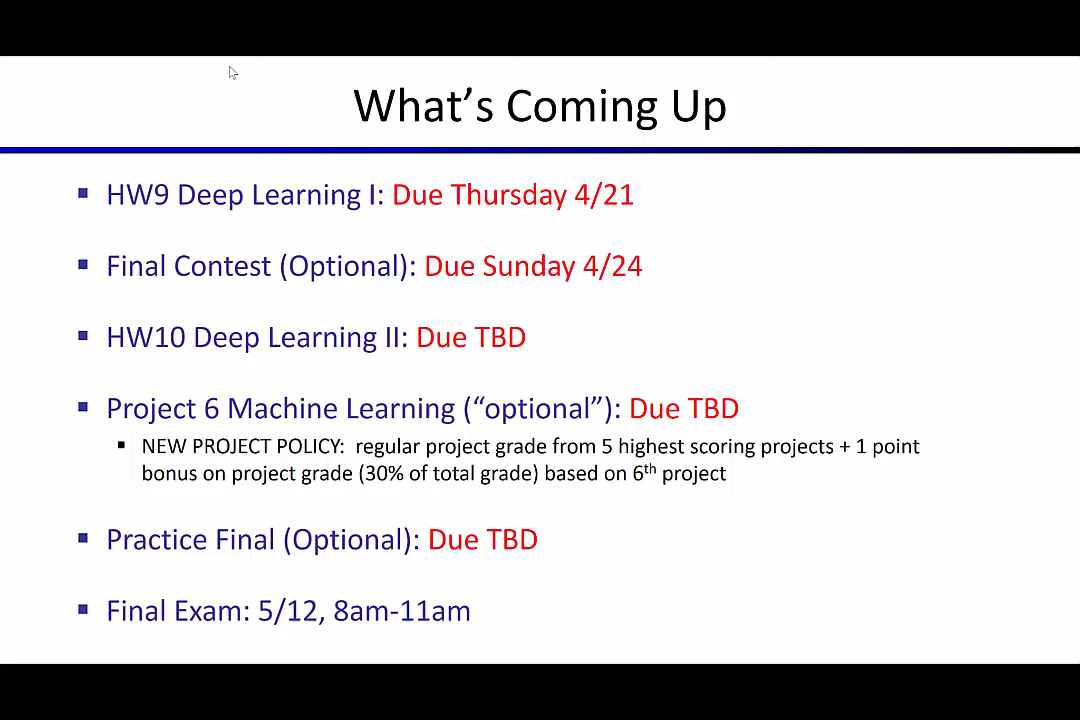 What’s Coming Up
▪ HW9 Deep Learning I: Due Thursday 4/21
▪ Final Contest (Optional): Due Sunday 4/24
▪ HW10 Deep Learning II: Due TBD
▪ Project 6 Machine Learning (“optional”): Due TBD
▪ NEW PROJECT POLICY: regular project grade from 5 highest scoring projects + 1 point
bonus on project grade (30% of total grade) based on 6th project
▪ Practice Final (Optional): Due TBD
▪ Final Exam: 5/12, 8am-11am